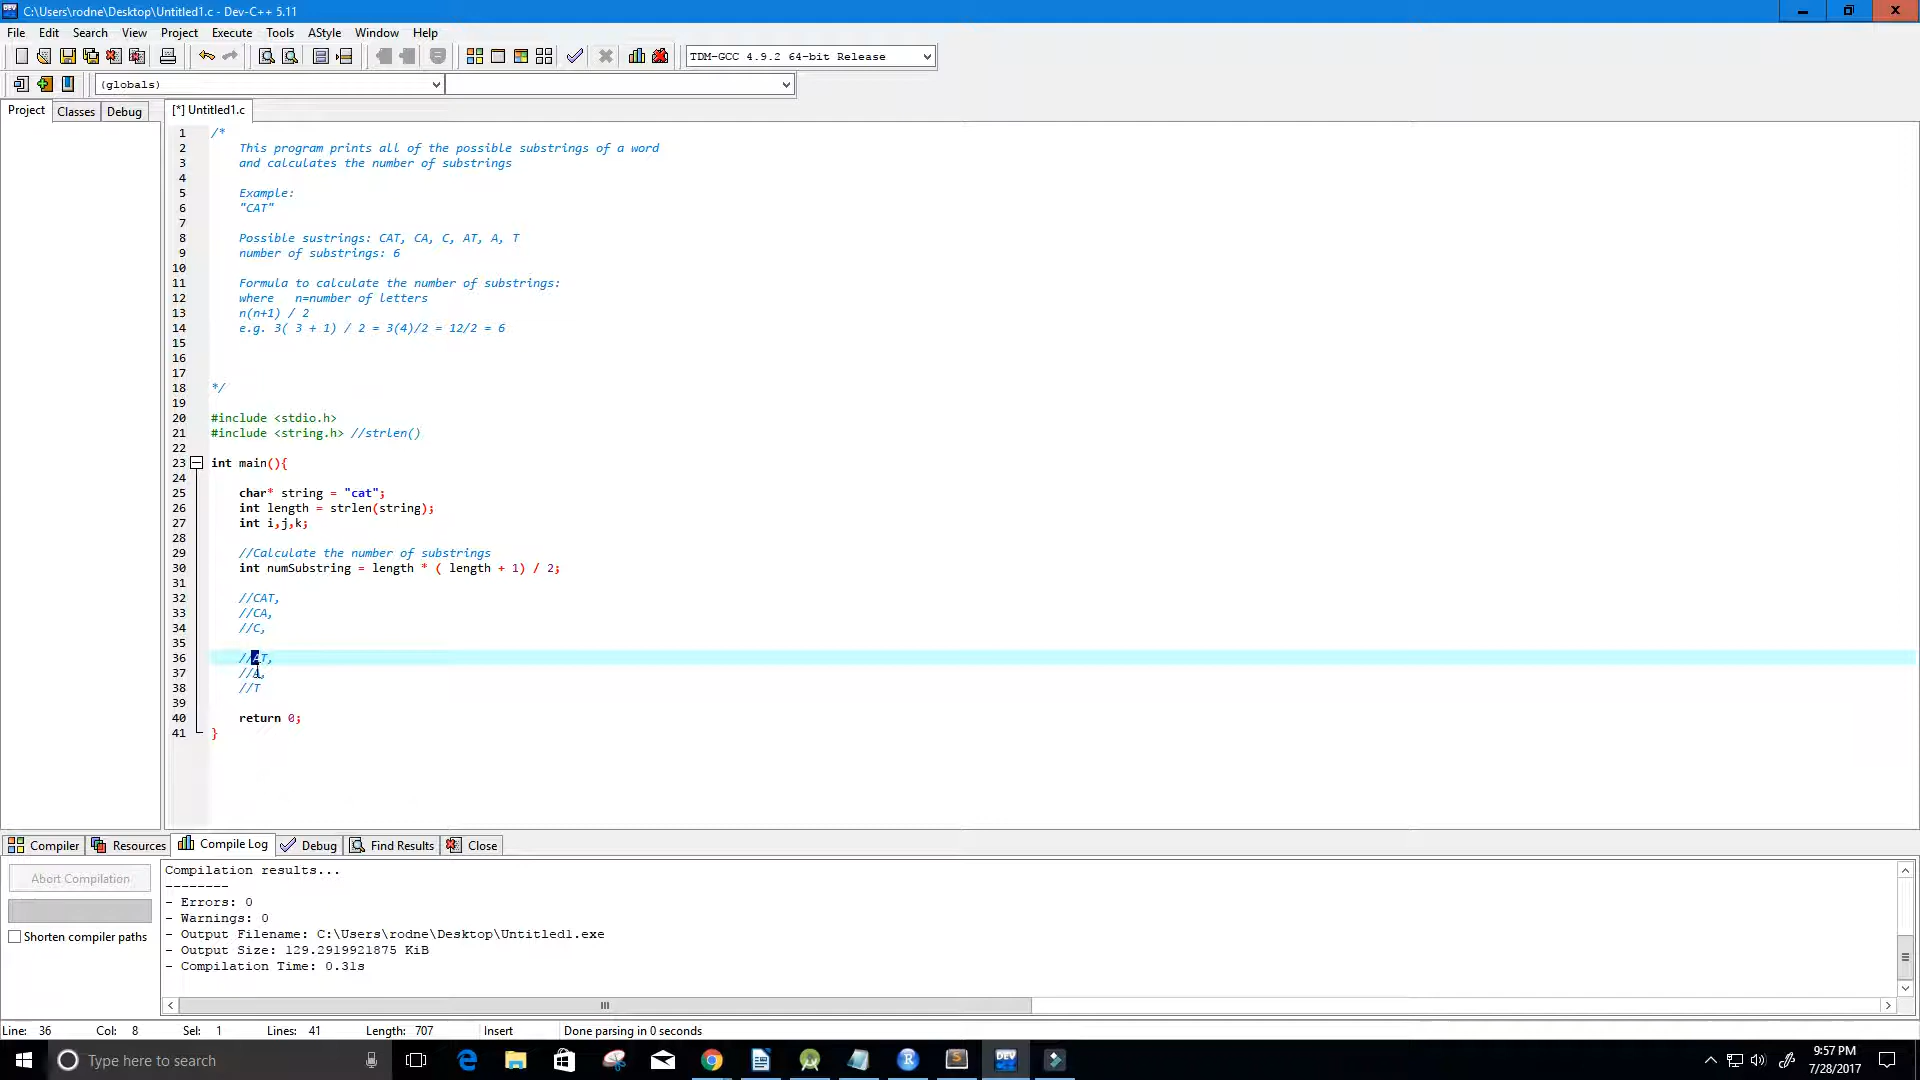 C:\Users\rodne\Desktop\Untitled1.c - Dev-C++ 5.11
File Edit Search View Project Execute Tools AStyle Window Help
TDM-GCC 4.9.2 64-bit Release
(globals)
Project Classes Debug [*] Untitled1.c
1 /*
2 This program prints all of the possible substrings of a word
3 and calculates the number of substrings
4
5 Example:
6 "CAT"
7
8 Possible sustrings: CAT, CA, C, AT, A, T
9 number of substrings: 6
10
11 Formula to calculate the number of substrings:
12 where n=number of letters
13 n(n+1) / 2
14 e.g. 3( 3 + 1) / 2 = 3(4)/2 = 12/2 = 6
15
16
17
18 */
19
20 #include <stdio.h>
21 #include <string.h> //strlen()
22
23 int main(){
24
25 char* string = "cat";
26 int length = strlen(string);
27 int i,j,k;
28
29 //Calculate the number of substrings
30 int numSubstring = length * ( length + 1) / 2;
31
32 //CAT,
33 //CA,
34 //C,
35
36 //AT,
37 //A,
38 //T
39
40 return 0;
41 }
Compiler Resources Compile Log Debug Find Results Close
Abort Compilation
Shorten compiler paths
Compilation results...
--------
- Errors: 0
- Warnings: 0
- Output Filename: C:\Users\rodne\Desktop\Untitled1.exe
- Output Size: 129.2919921875 KiB
- Compilation Time: 0.31s
Line: 36 Col: 8 Sel: 1 Lines: 41 Length: 707 Insert Done parsing in 0 seconds
Type here to search
DEV
9:57 PM
7/28/2017